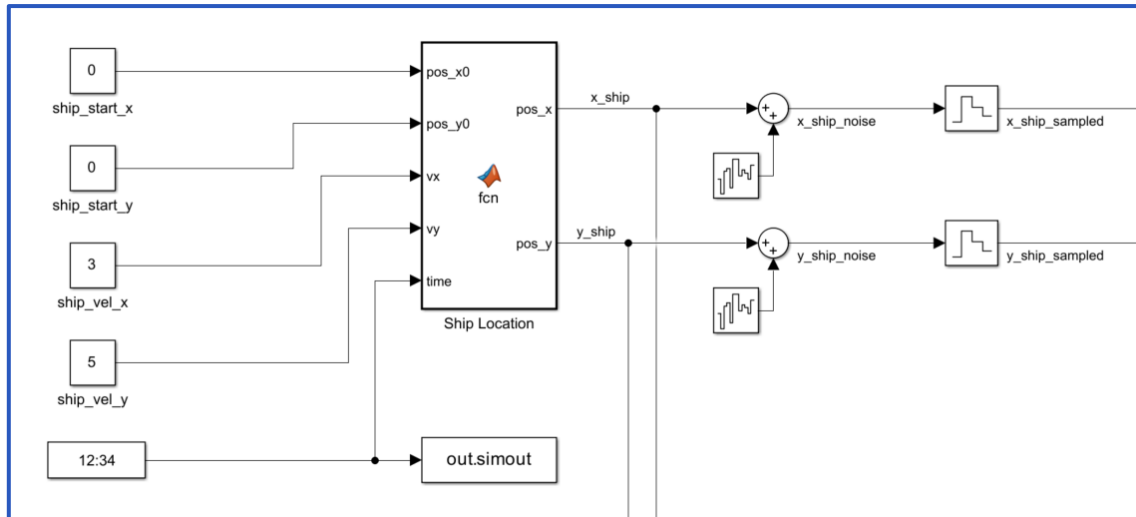 0
ship_start_x
0
ship_start_y
3
ship_vel_x
5
ship_vel_y
12:34
pos_x0
pos_y0
vx
vy
time
fcn
pos_x
pos_y
Ship Location
out.simout
x_ship
y_ship
x_ship_noise
x_ship_sampled
y_ship_noise
y_ship_sampled